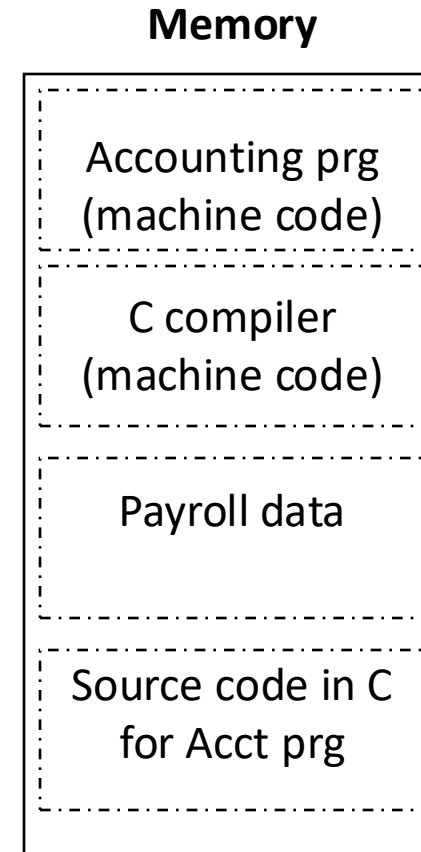 Memory
Accounting prg
(machine code)
C compiler
(machine code)
Payroll data
Source code in C
for Acct prg